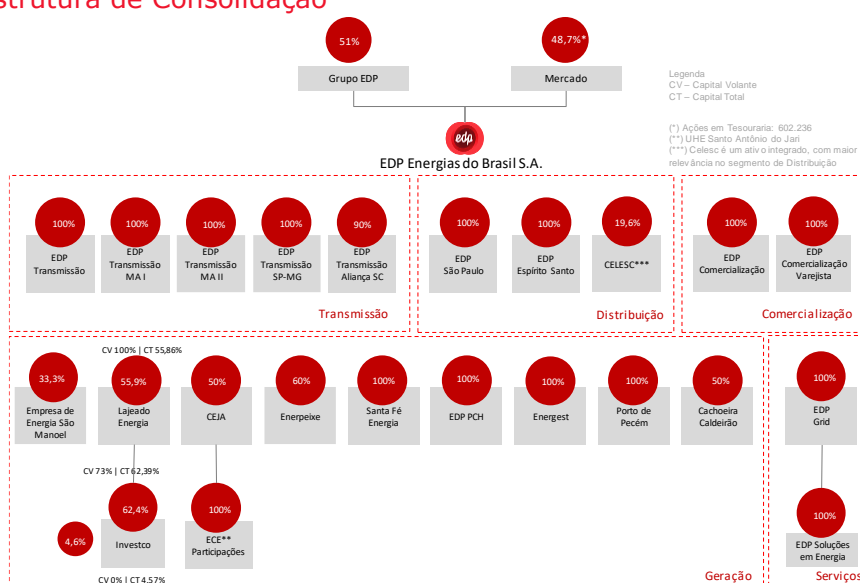 strutura de Consolidação
51%
48,7%*
Grupo EDP
Mercado
Legenda
CV – Capital Volante
CT – Capital Total
(*) Ações em Tesouraria: 602.236
(**) UHE Santo Antônio do Jari
(***) Celesc é um ativo integrado, com maior
relevância no segmento de Distribuição
edp
EDP Energias do Brasil S.A.
100%
EDP
Transmissão
100%
EDP
Transmissão
MA I
100%
EDP
Transmissão
MA II
100%
EDP
Transmissão
SP-MG
90%
EDP
Transmissão
Aliança SC
Transmissão
100%
EDP
São Paulo
100%
EDP
Espírito Santo
19,6%
CELESC***
Distribuição
100%
EDP
Comercialização
100%
EDP
Comercialização
Varejista
Comercialização
33,3%
Empresa de
Energia São
Manoel
CV 100% | CT 55,86%
55,9%
Lajeado
Energia
50%
CEJA
60%
Enerpeixe
100%
Santa Fé
Energia
100%
EDP PCH
100%
Energest
100%
Porto de
Pecém
50%
Cachoeira
Caldeirão
CV 73% | CT 62,39%
62,4%
Investco
4,6%
CV 0% | CT 4,57%
100%
ECE**
Participações
Geração
100%
EDP
Grid
100%
EDP Soluções
em Energia
Serviços